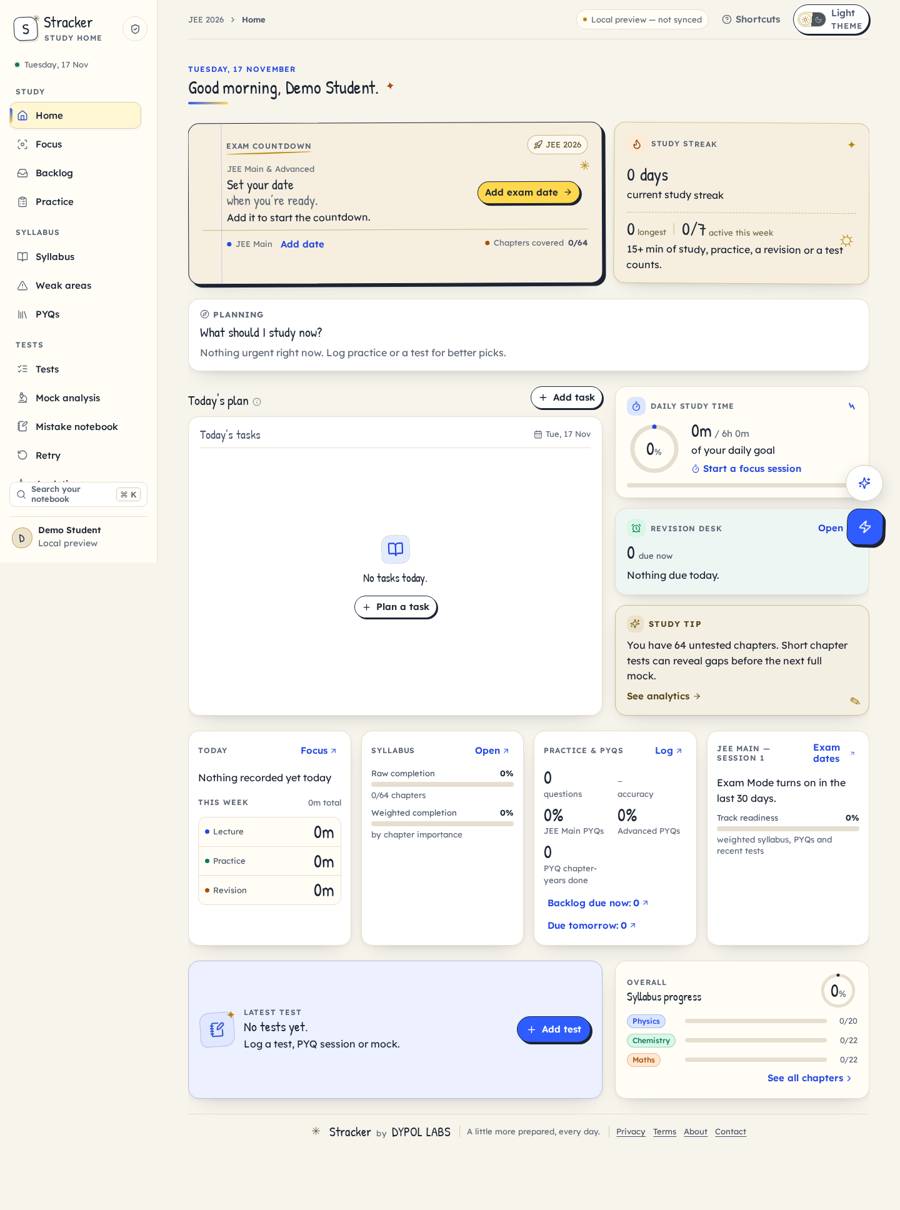 S
Stracker
STUDY HOME
Tuesday, 17 Nov
STUDY
Home
Focus
Backlog
Practice
SYLLABUS
Syllabus
Weak areas
PYQs
TESTS
Tests
Mock analysis
Mistake notebook
Retry
Search your notebook
⌘ K
D
Demo Student
Local preview
JEE 2026 > Home
Local preview — not synced
Shortcuts
Light
THEME
TUESDAY, 17 NOVEMBER
Good morning, Demo Student.
EXAM COUNTDOWN
JEE 2026
JEE Main & Advanced
Set your date
when you're ready.
Add it to start the countdown.
Add exam date →
JEE Main Add date
Chapters covered 0/64
STUDY STREAK
0 days
current study streak
0 longest 0/7 active this week
15+ min of study, practice, a revision or a test
counts.
PLANNING
What should I study now?
Nothing urgent right now. Log practice or a test for better picks.
Today's plan
+ Add task
Today's tasks
Tue, 17 Nov
No tasks today.
+ Plan a task
DAILY STUDY TIME
0%
0m / 6h 0m
of your daily goal
Start a focus session
REVISION DESK
Open
0 due now
Nothing due today.
STUDY TIP
You have 64 untested chapters. Short chapter
tests can reveal gaps before the next full
mock.
See analytics →
TODAY
Focus ↗
Nothing recorded yet today
THIS WEEK
0m total
Lecture 0m
Practice 0m
Revision 0m
SYLLABUS
Open ↗
Raw completion 0%
0/64 chapters
Weighted completion 0%
by chapter importance
PRACTICE & PYQS
Log ↗
0
questions
–
accuracy
0%
JEE Main PYQs
0%
Advanced PYQs
0
PYQ chapter-
years done
Backlog due now: 0 ↗
Due tomorrow: 0 ↗
JEE MAIN —
SESSION 1
Exam
dates ↗
Exam Mode turns on in the
last 30 days.
Track readiness 0%
weighted syllabus, PYQs and
recent tests
LATEST TEST
No tests yet.
Log a test, PYQ session or mock.
+ Add test
OVERALL
Syllabus progress
0%
Physics 0/20
Chemistry 0/22
Maths 0/22
See all chapters >
Stracker by DYPOL LABS
A little more prepared, every day.
Privacy Terms About Contact